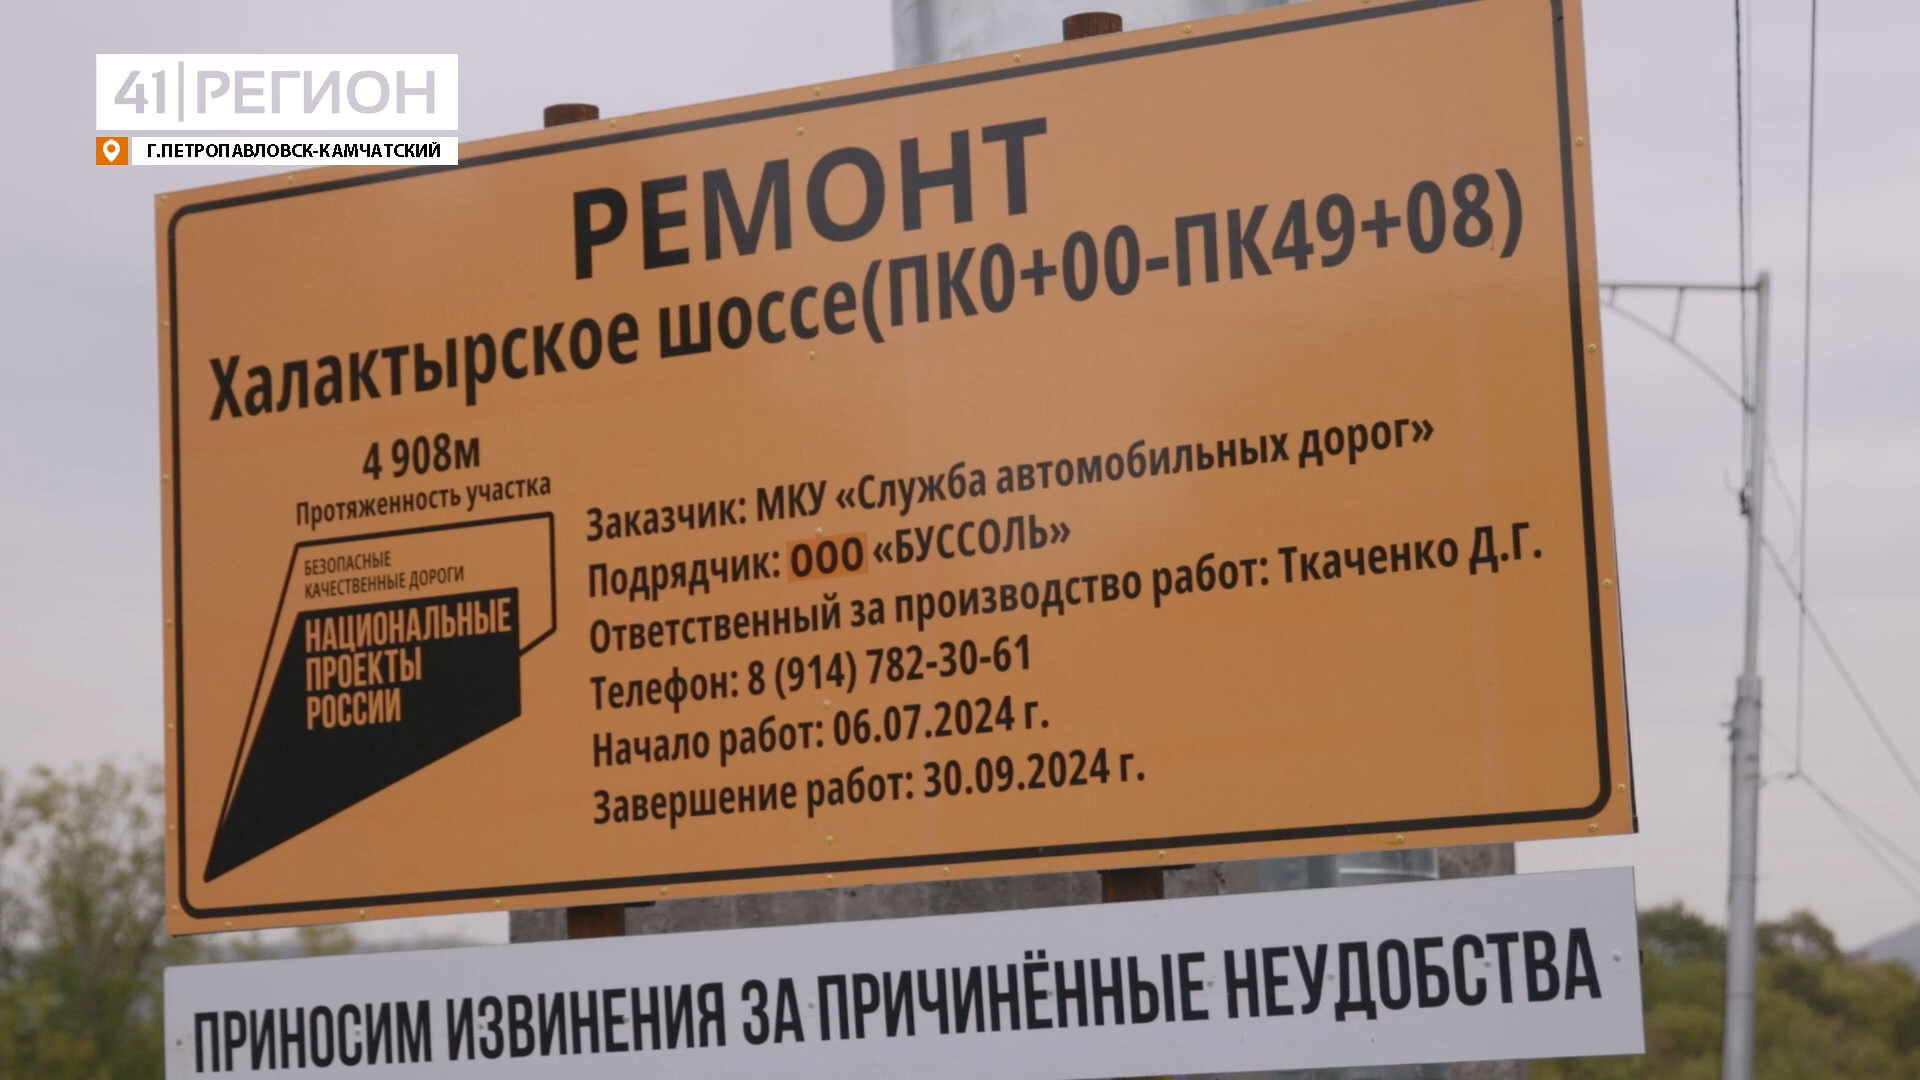 41|РЕГИОН
Г.ПЕТРОПАВЛОВСК-КАМЧАТСКИЙ
РЕМОНТ
Халактырское шоссе(ПК0+00-ПК49+08)
4 908м
Протяженность участка
БЕЗОПАСНЫЕ
КАЧЕСТВЕННЫЕ ДОРОГИ
НАЦИОНАЛЬНЫЕ
ПРОЕКТЫ
РОССИИ
Заказчик: МКУ «Служба автомобильных дорог»
Подрядчик: ООО «БУССОЛЬ»
Ответственный за производство работ: Ткаченко Д.Г.
Телефон: 8 (914) 782-30-61
Начало работ: 06.07.2024 г.
Завершение работ: 30.09.2024 г.
ПРИНОСИМ ИЗВИНЕНИЯ ЗА ПРИЧИНЁННЫЕ НЕУДОБСТВА